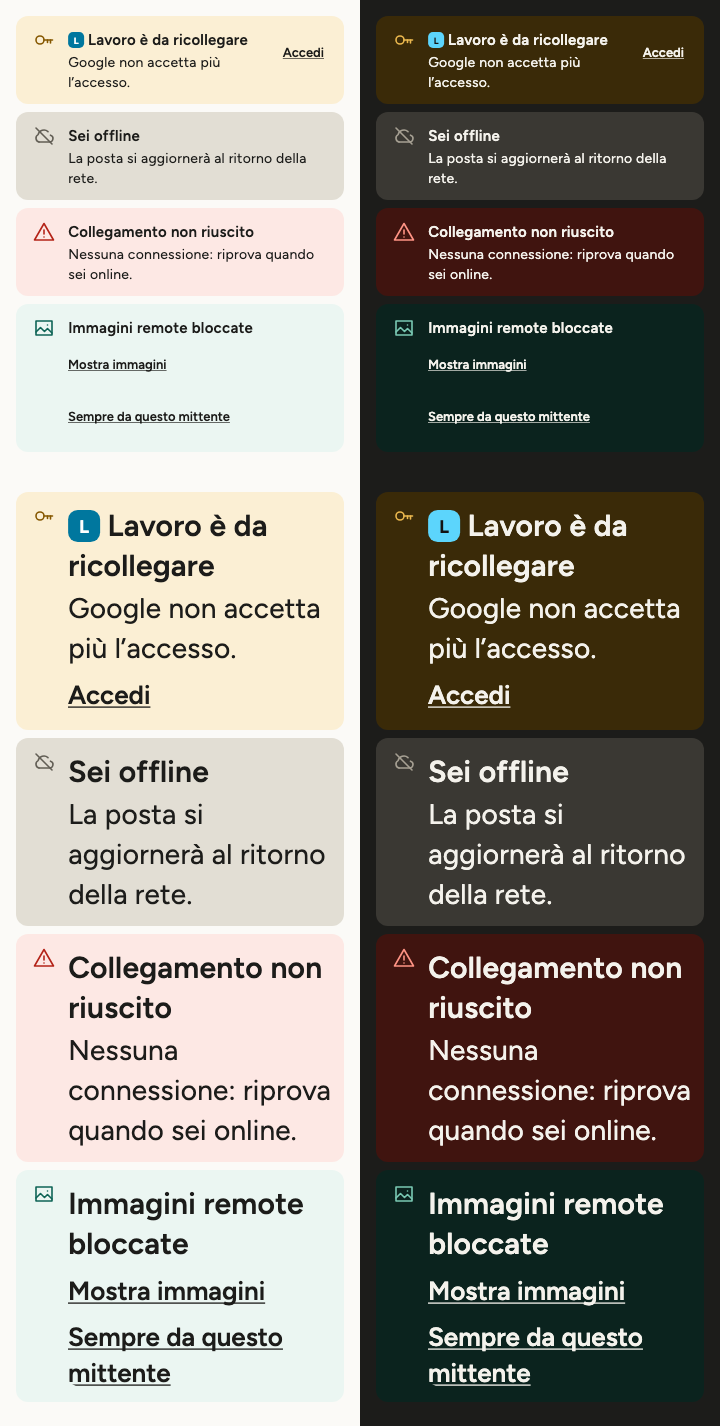 L Lavoro è da ricollegare
Google non accetta più
l’accesso.
Accedi
Sei offline
La posta si aggiornerà al ritorno della
rete.
Collegamento non riuscito
Nessuna connessione: riprova quando
sei online.
Immagini remote bloccate
Mostra immagini
Sempre da questo mittente
L Lavoro è da ricollegare
Google non accetta più
l’accesso.
Accedi
Sei offline
La posta si aggiornerà al ritorno della
rete.
Collegamento non riuscito
Nessuna connessione: riprova quando
sei online.
Immagini remote bloccate
Mostra immagini
Sempre da questo mittente
L Lavoro è da
ricollegare
Google non accetta
più l’accesso.
Accedi
Sei offline
La posta si
aggiornerà al ritorno
della rete.
Collegamento non
riuscito
Nessuna
connessione: riprova
quando sei online.
Immagini remote
bloccate
Mostra immagini
Sempre da questo
mittente
L Lavoro è da
ricollegare
Google non accetta
più l’accesso.
Accedi
Sei offline
La posta si
aggiornerà al ritorno
della rete.
Collegamento non
riuscito
Nessuna
connessione: riprova
quando sei online.
Immagini remote
bloccate
Mostra immagini
Sempre da questo
mittente